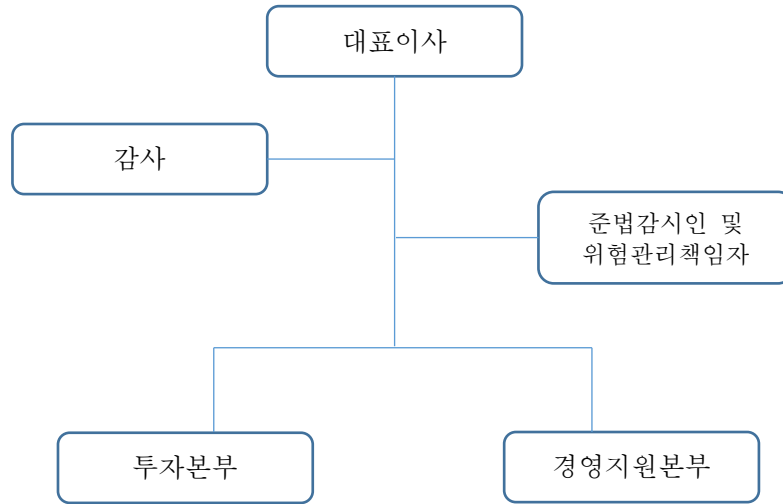 대표이사
감사
준법감시인 및
위험관리책임자
투자본부
경영지원본부